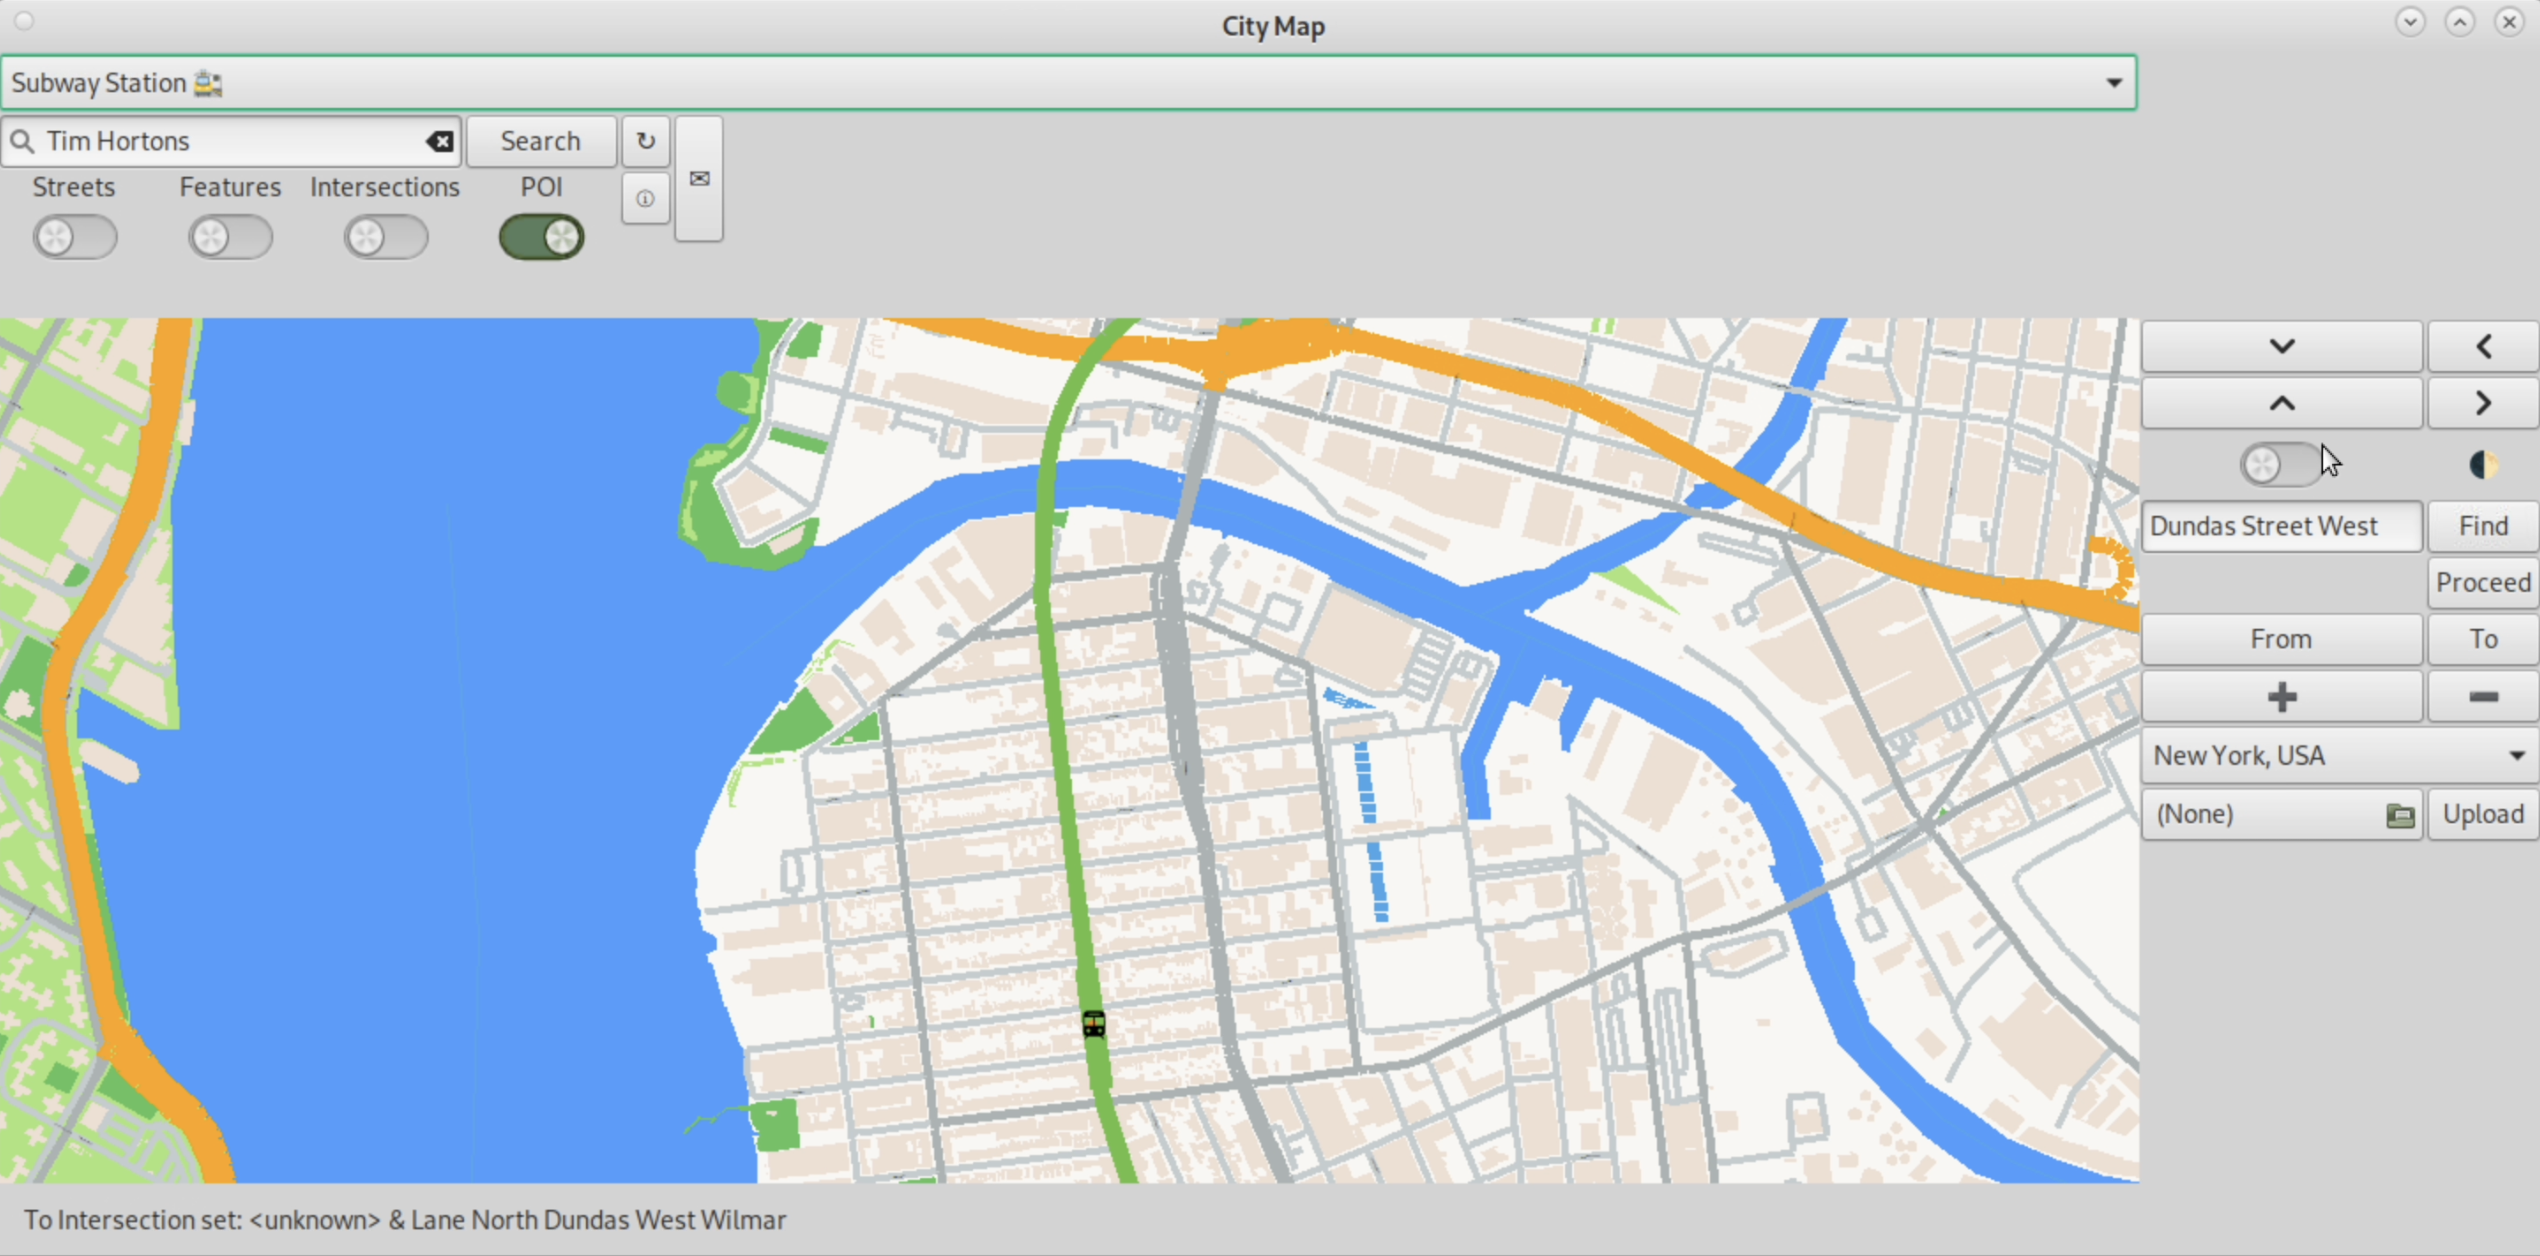 City Map
Subway Station
Tim Hortons
Search
Streets
Features
Intersections
POI
Dundas Street West
Find
Proceed
From
To
New York, USA
(None)
Upload
To Intersection set: <unknown> & Lane North Dundas West Wilmar